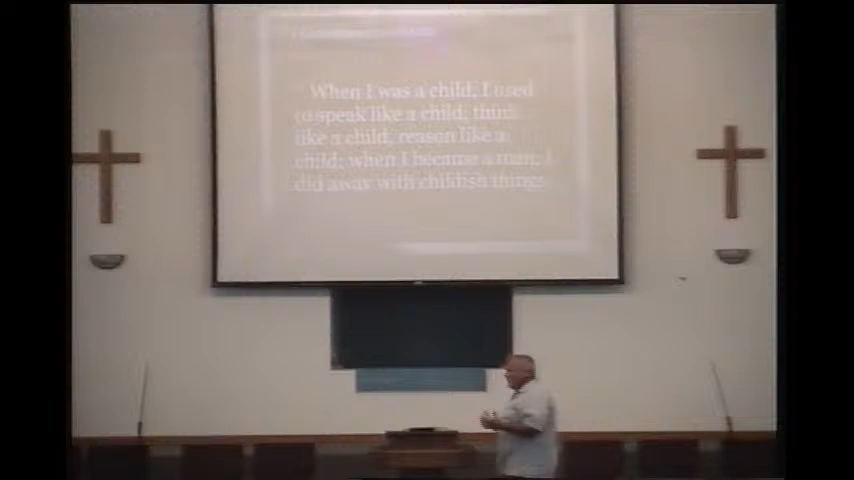 When I was a child, I used
to speak like a child, think
like a child, reason like a
child; when I became a man, I
did away with childish things.